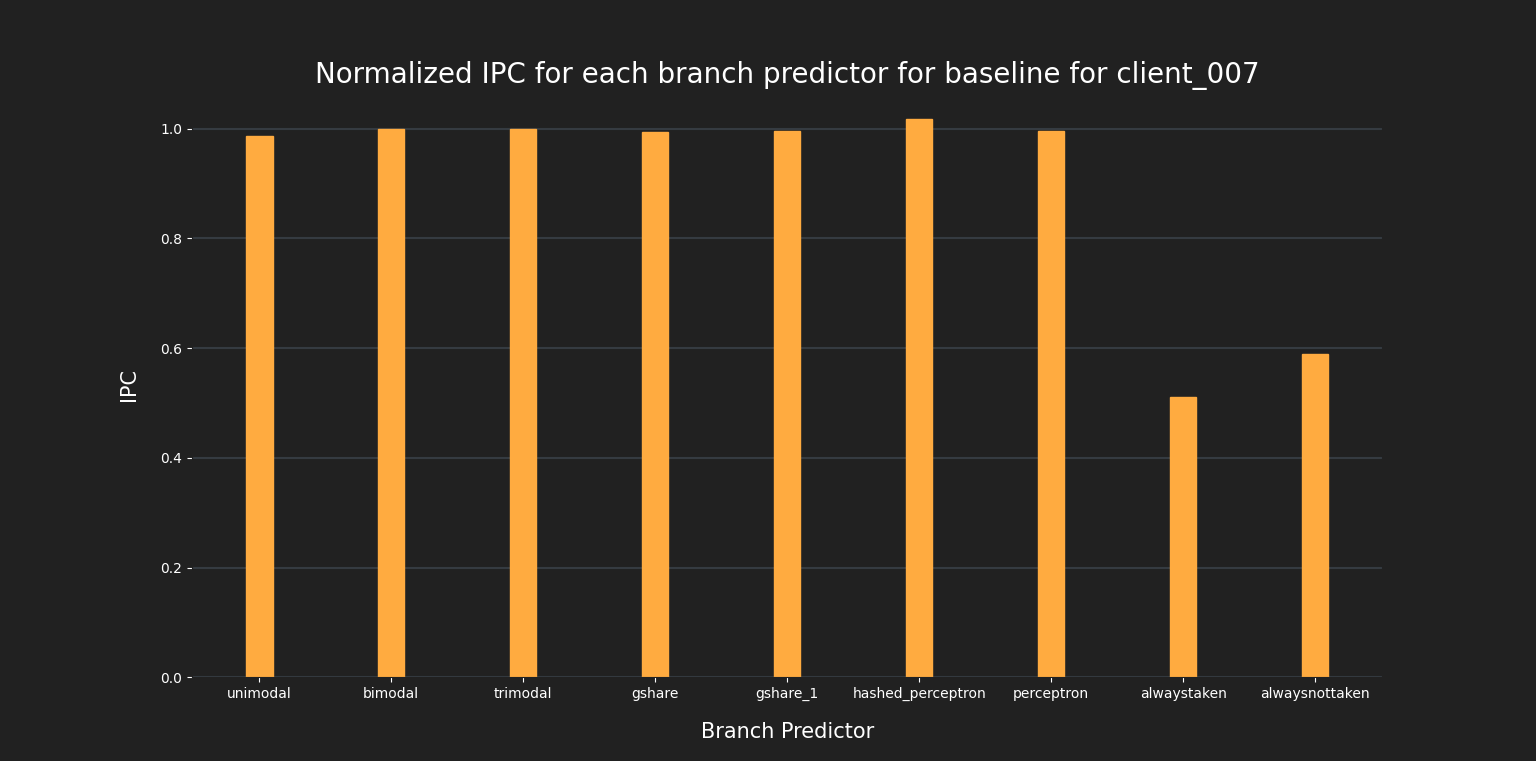 Normalized IPC for each branch predictor for baseline for client_007
1.0
0.8
0.6
0.4
0.2
0.0
IPC
unimodal bimodal trimodal gshare gshare_1 hashed_perceptron perceptron alwaystaken alwaysnottaken
Branch Predictor